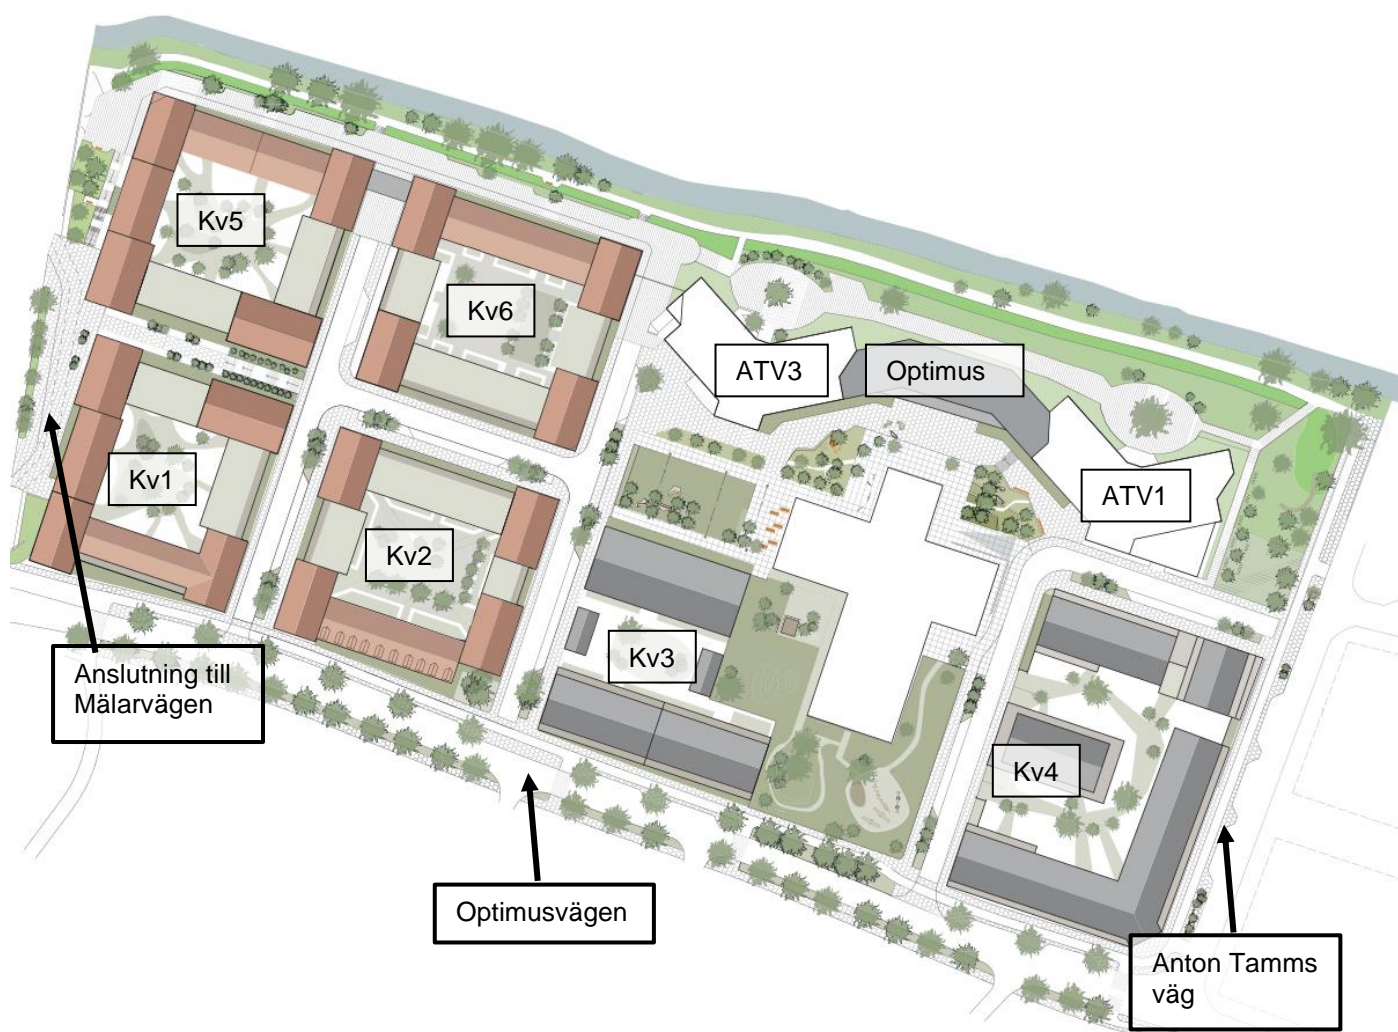 Kv5
Kv6
ATV3
Optimus
Kv1
ATV1
Kv2
Kv3
Anslutning till
Mälarvägen
Kv4
Optimusvägen
Anton Tamms
väg